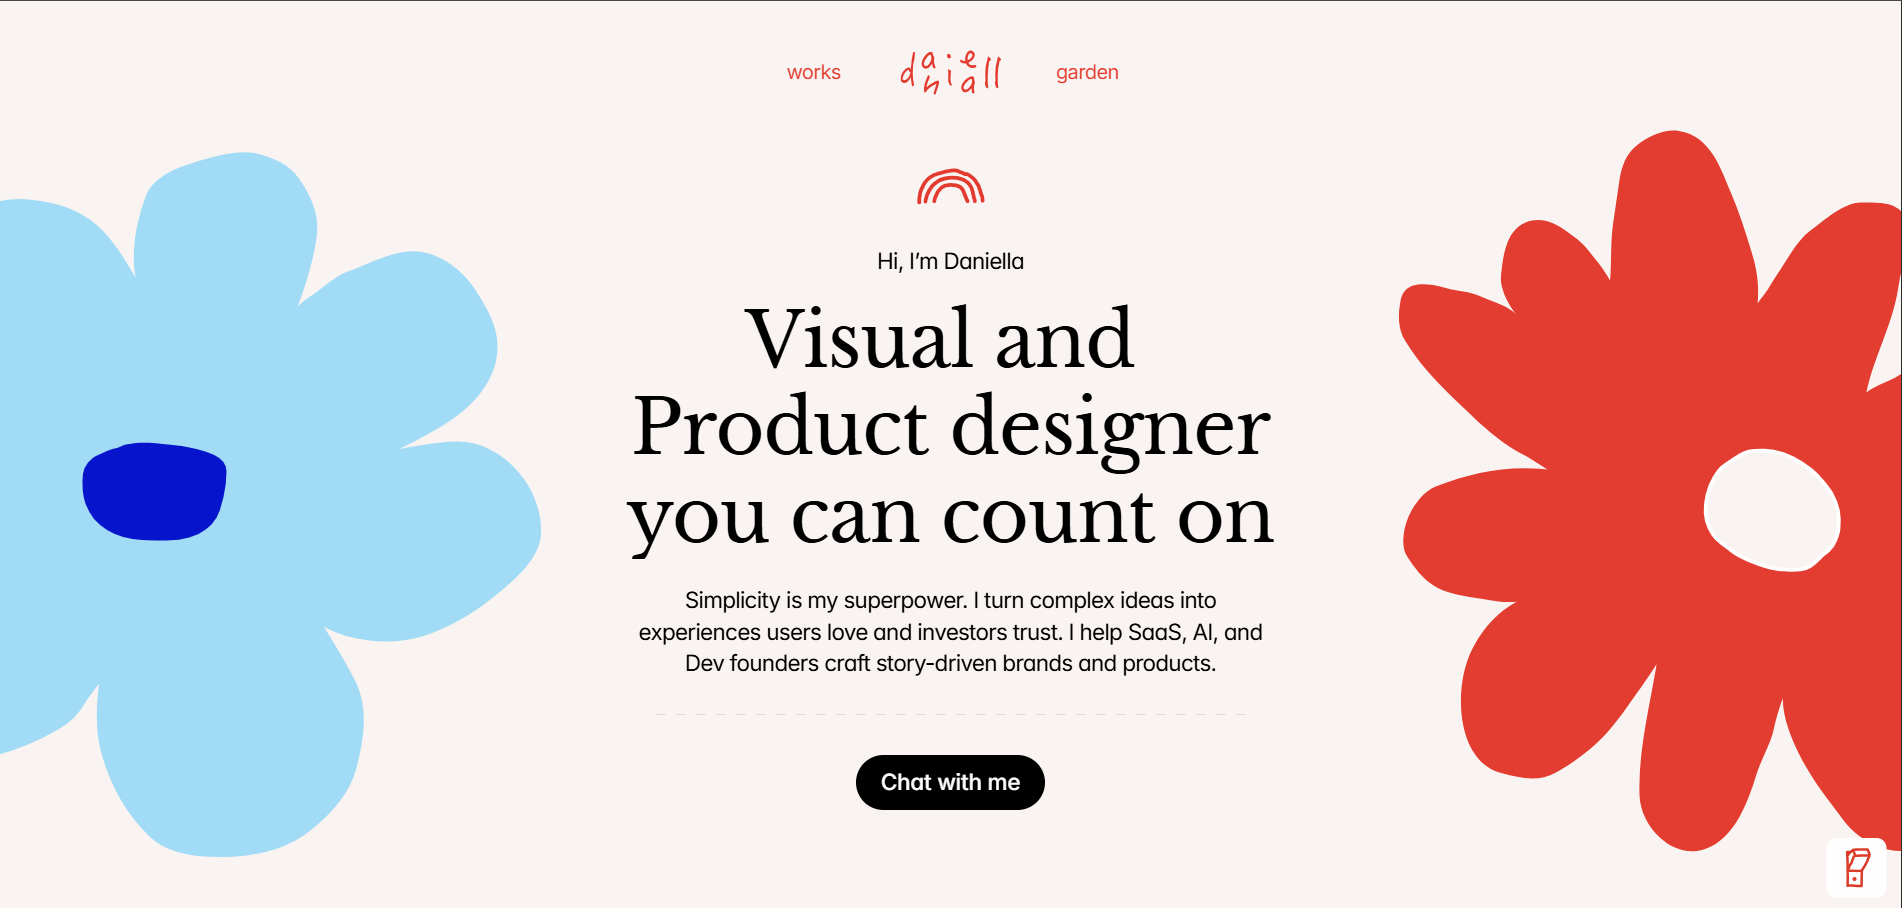 works
daniella
garden
Hi, I'm Daniella
Visual and
Product designer
you can count on
Simplicity is my superpower. I turn complex ideas into
experiences users love and investors trust. I help SaaS, AI, and
Dev founders craft story-driven brands and products.
Chat with me